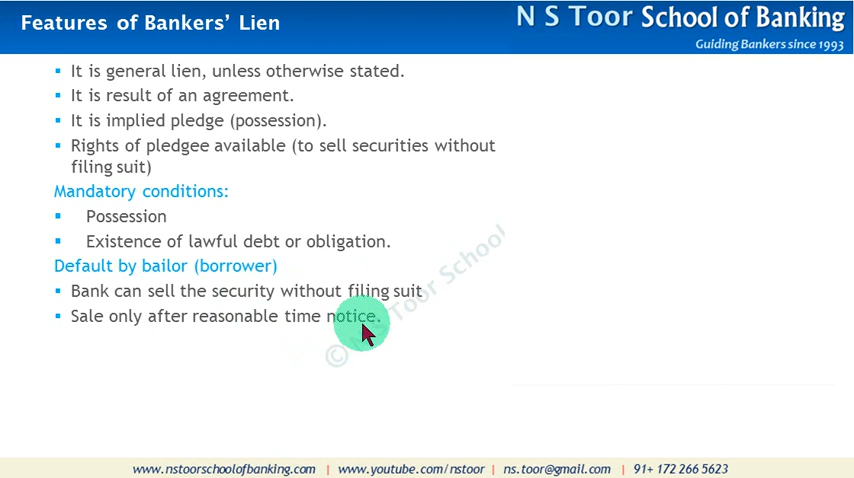 Features of Bankers’ Lien
N S Toor School of Banking
Guiding Bankers since 1993
▪ It is general lien, unless otherwise stated.
▪ It is result of an agreement.
▪ It is implied pledge (possession).
▪ Rights of pledgee available (to sell securities without
filing suit)
Mandatory conditions:
▪ Possession
▪ Existence of lawful debt or obligation.
Default by bailor (borrower)
▪ Bank can sell the security without filing suit
▪ Sale only after reasonable time notice.
© N S Toor School
www.nstoorschoolofbanking.com | www.youtube.com/nstoor | ns.toor@gmail.com | 91+ 172 266 5623